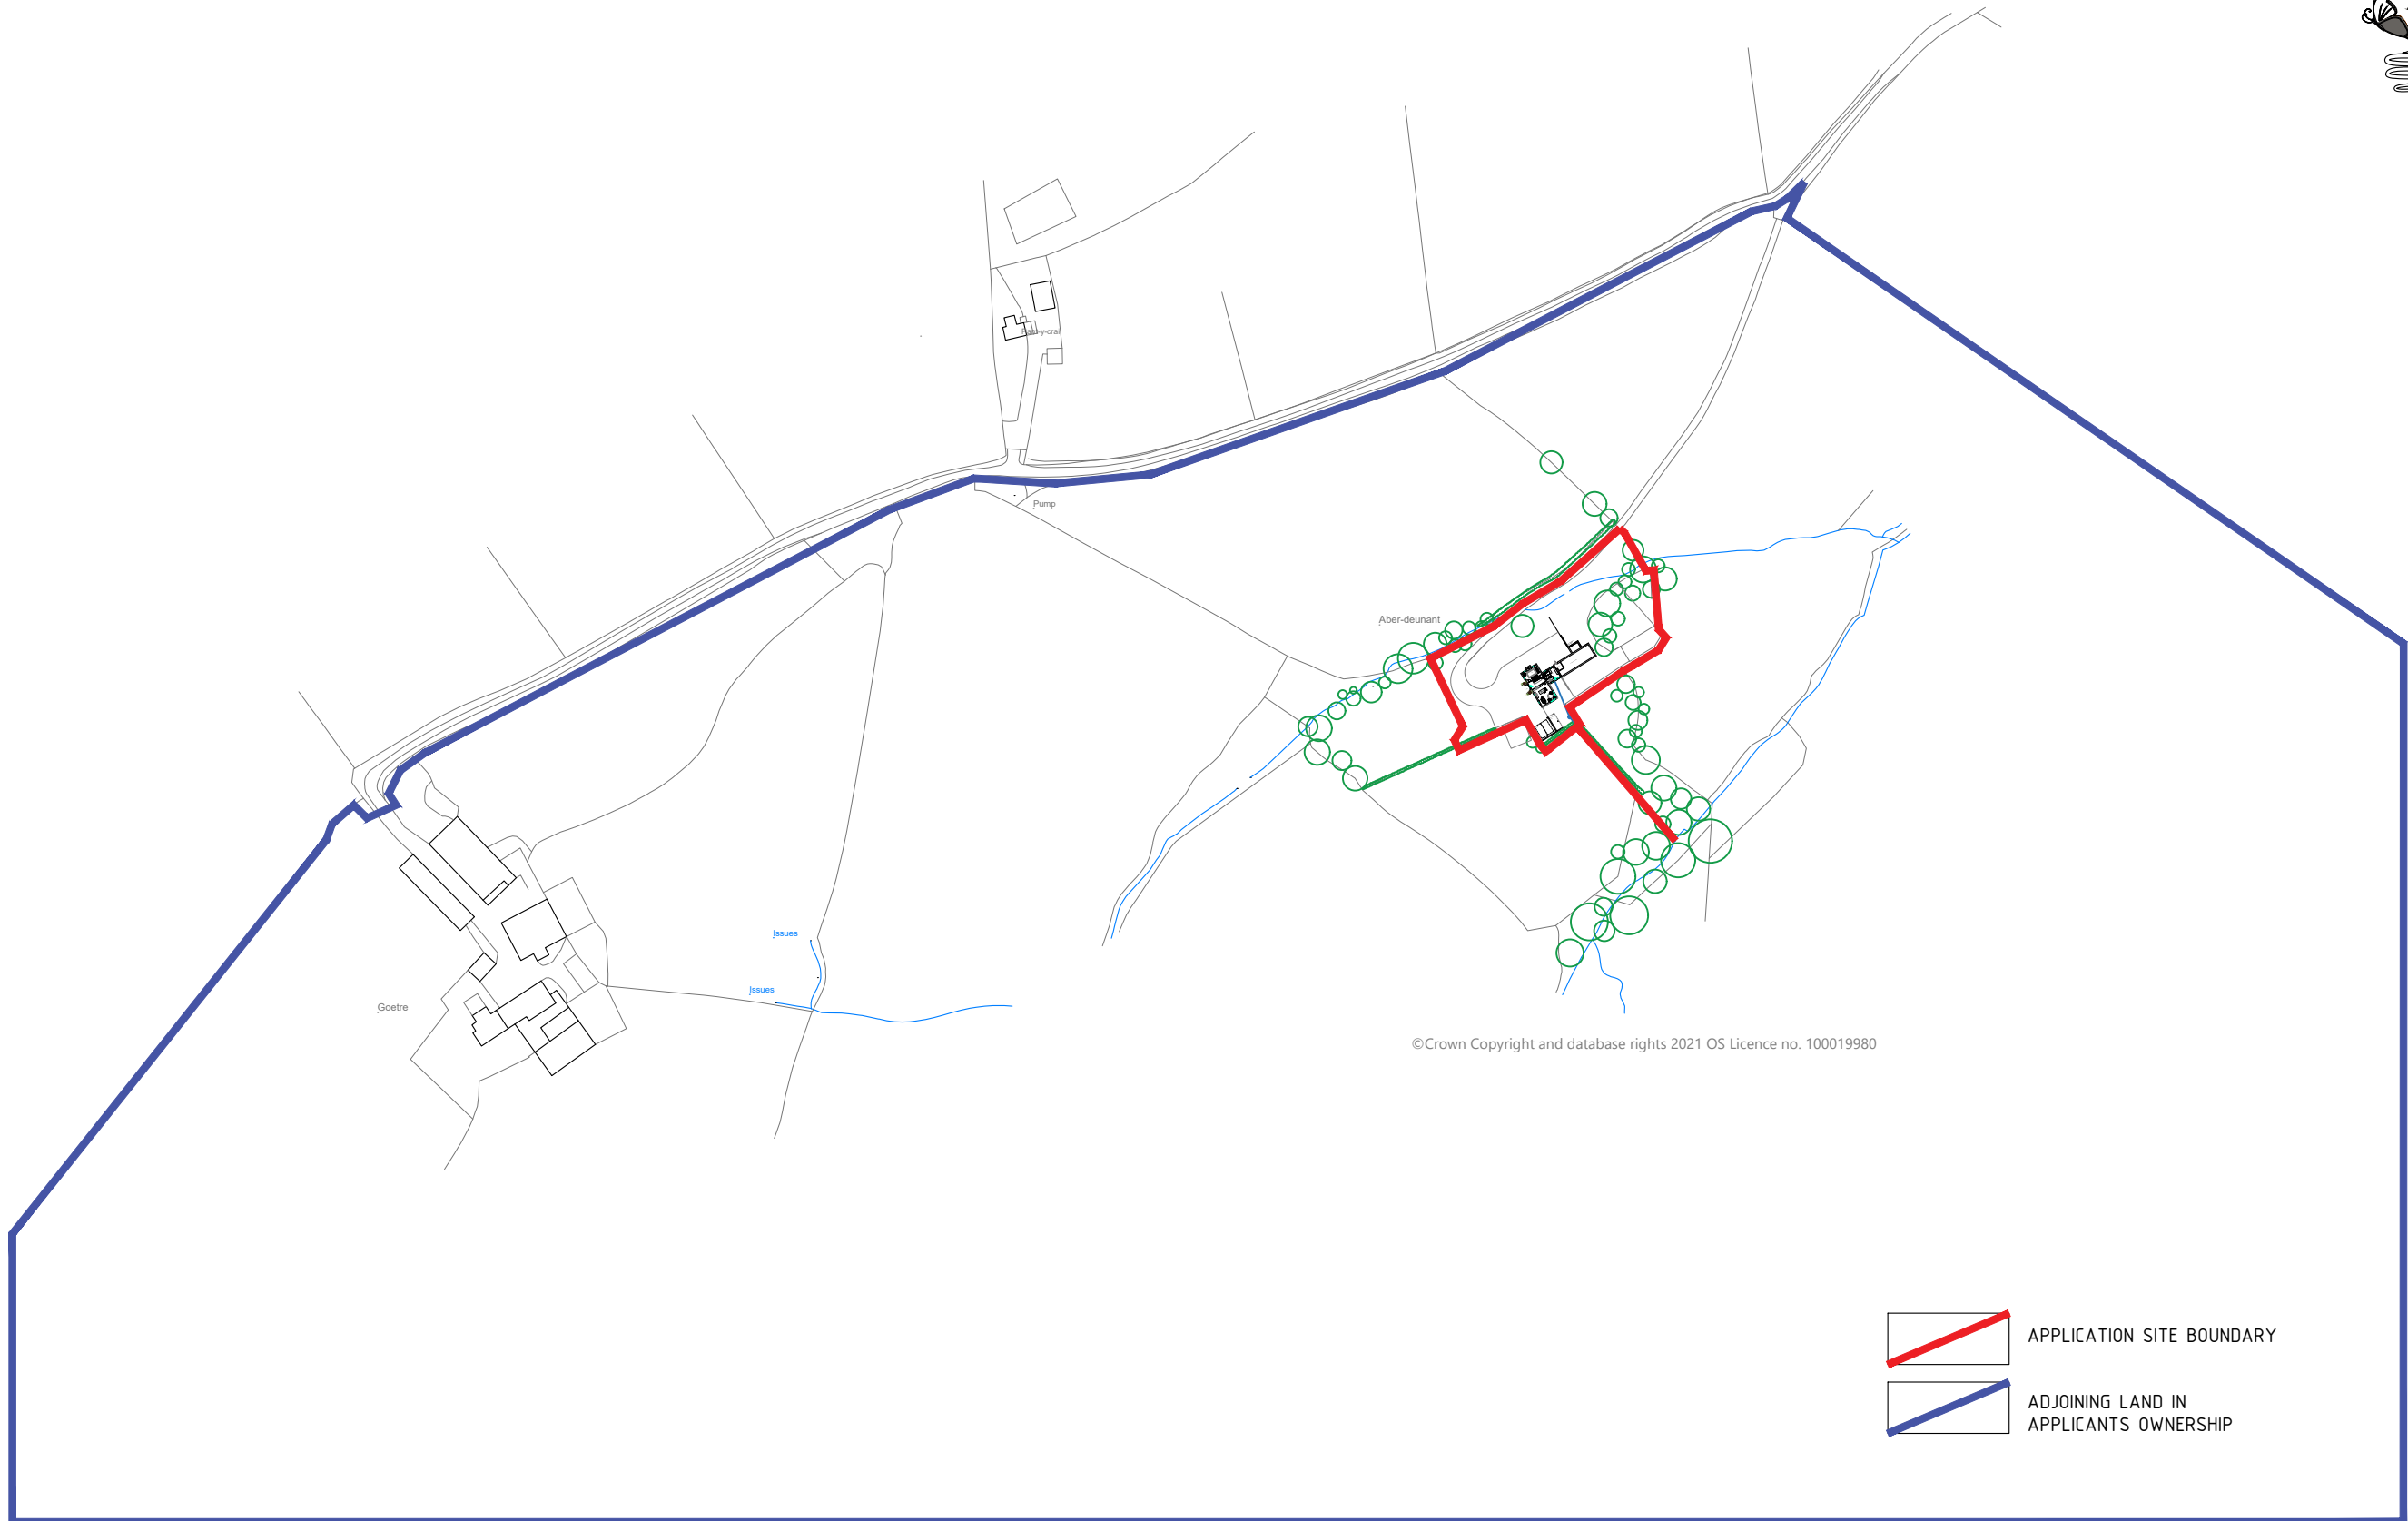 Pump
Aber-deunant
Issues
Issues
Goetre
©Crown Copyright and database rights 2021 OS Licence no. 100019980
APPLICATION SITE BOUNDARY
ADJOINING LAND IN
APPLICANTS OWNERSHIP